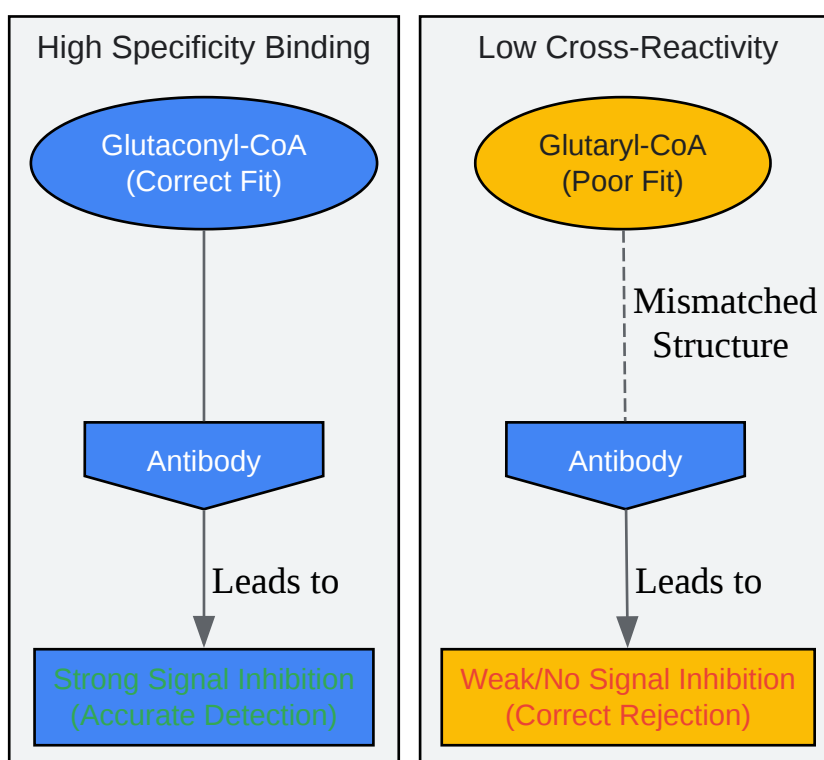 High Specificity Binding
Glutaconyl-CoA
(Correct Fit)
Antibody
Leads to
Strong Signal Inhibition
(Accurate Detection)
Low Cross-Reactivity
Glutaryl-CoA
(Poor Fit)
Mismatched
Structure
Antibody
Leads to
Weak/No Signal Inhibition
(Correct Rejection)